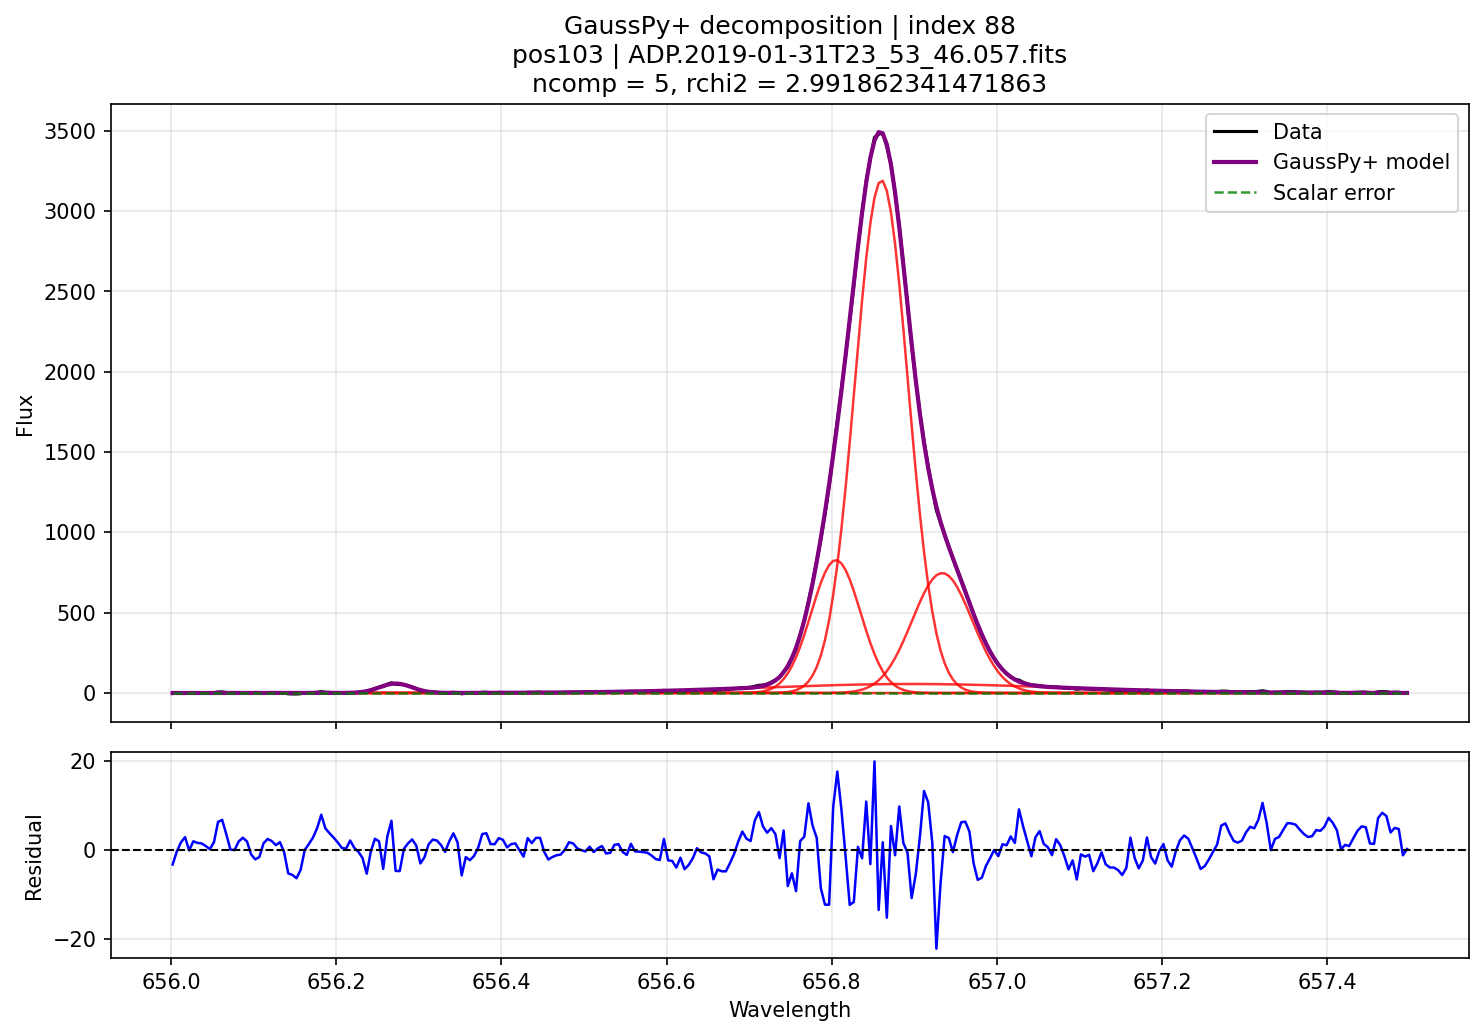 GaussPy+ decomposition | index 88
pos103 | ADP.2019-01-31T23_53_46.057.fits
ncomp = 5, rchi2 = 2.991862341471863
Data
GaussPy+ model
Scalar error
Flux
3500
3000
2500
2000
1500
1000
500
0
Residual
20
0
−20
656.0 656.2 656.4 656.6 656.8 657.0 657.2 657.4
Wavelength